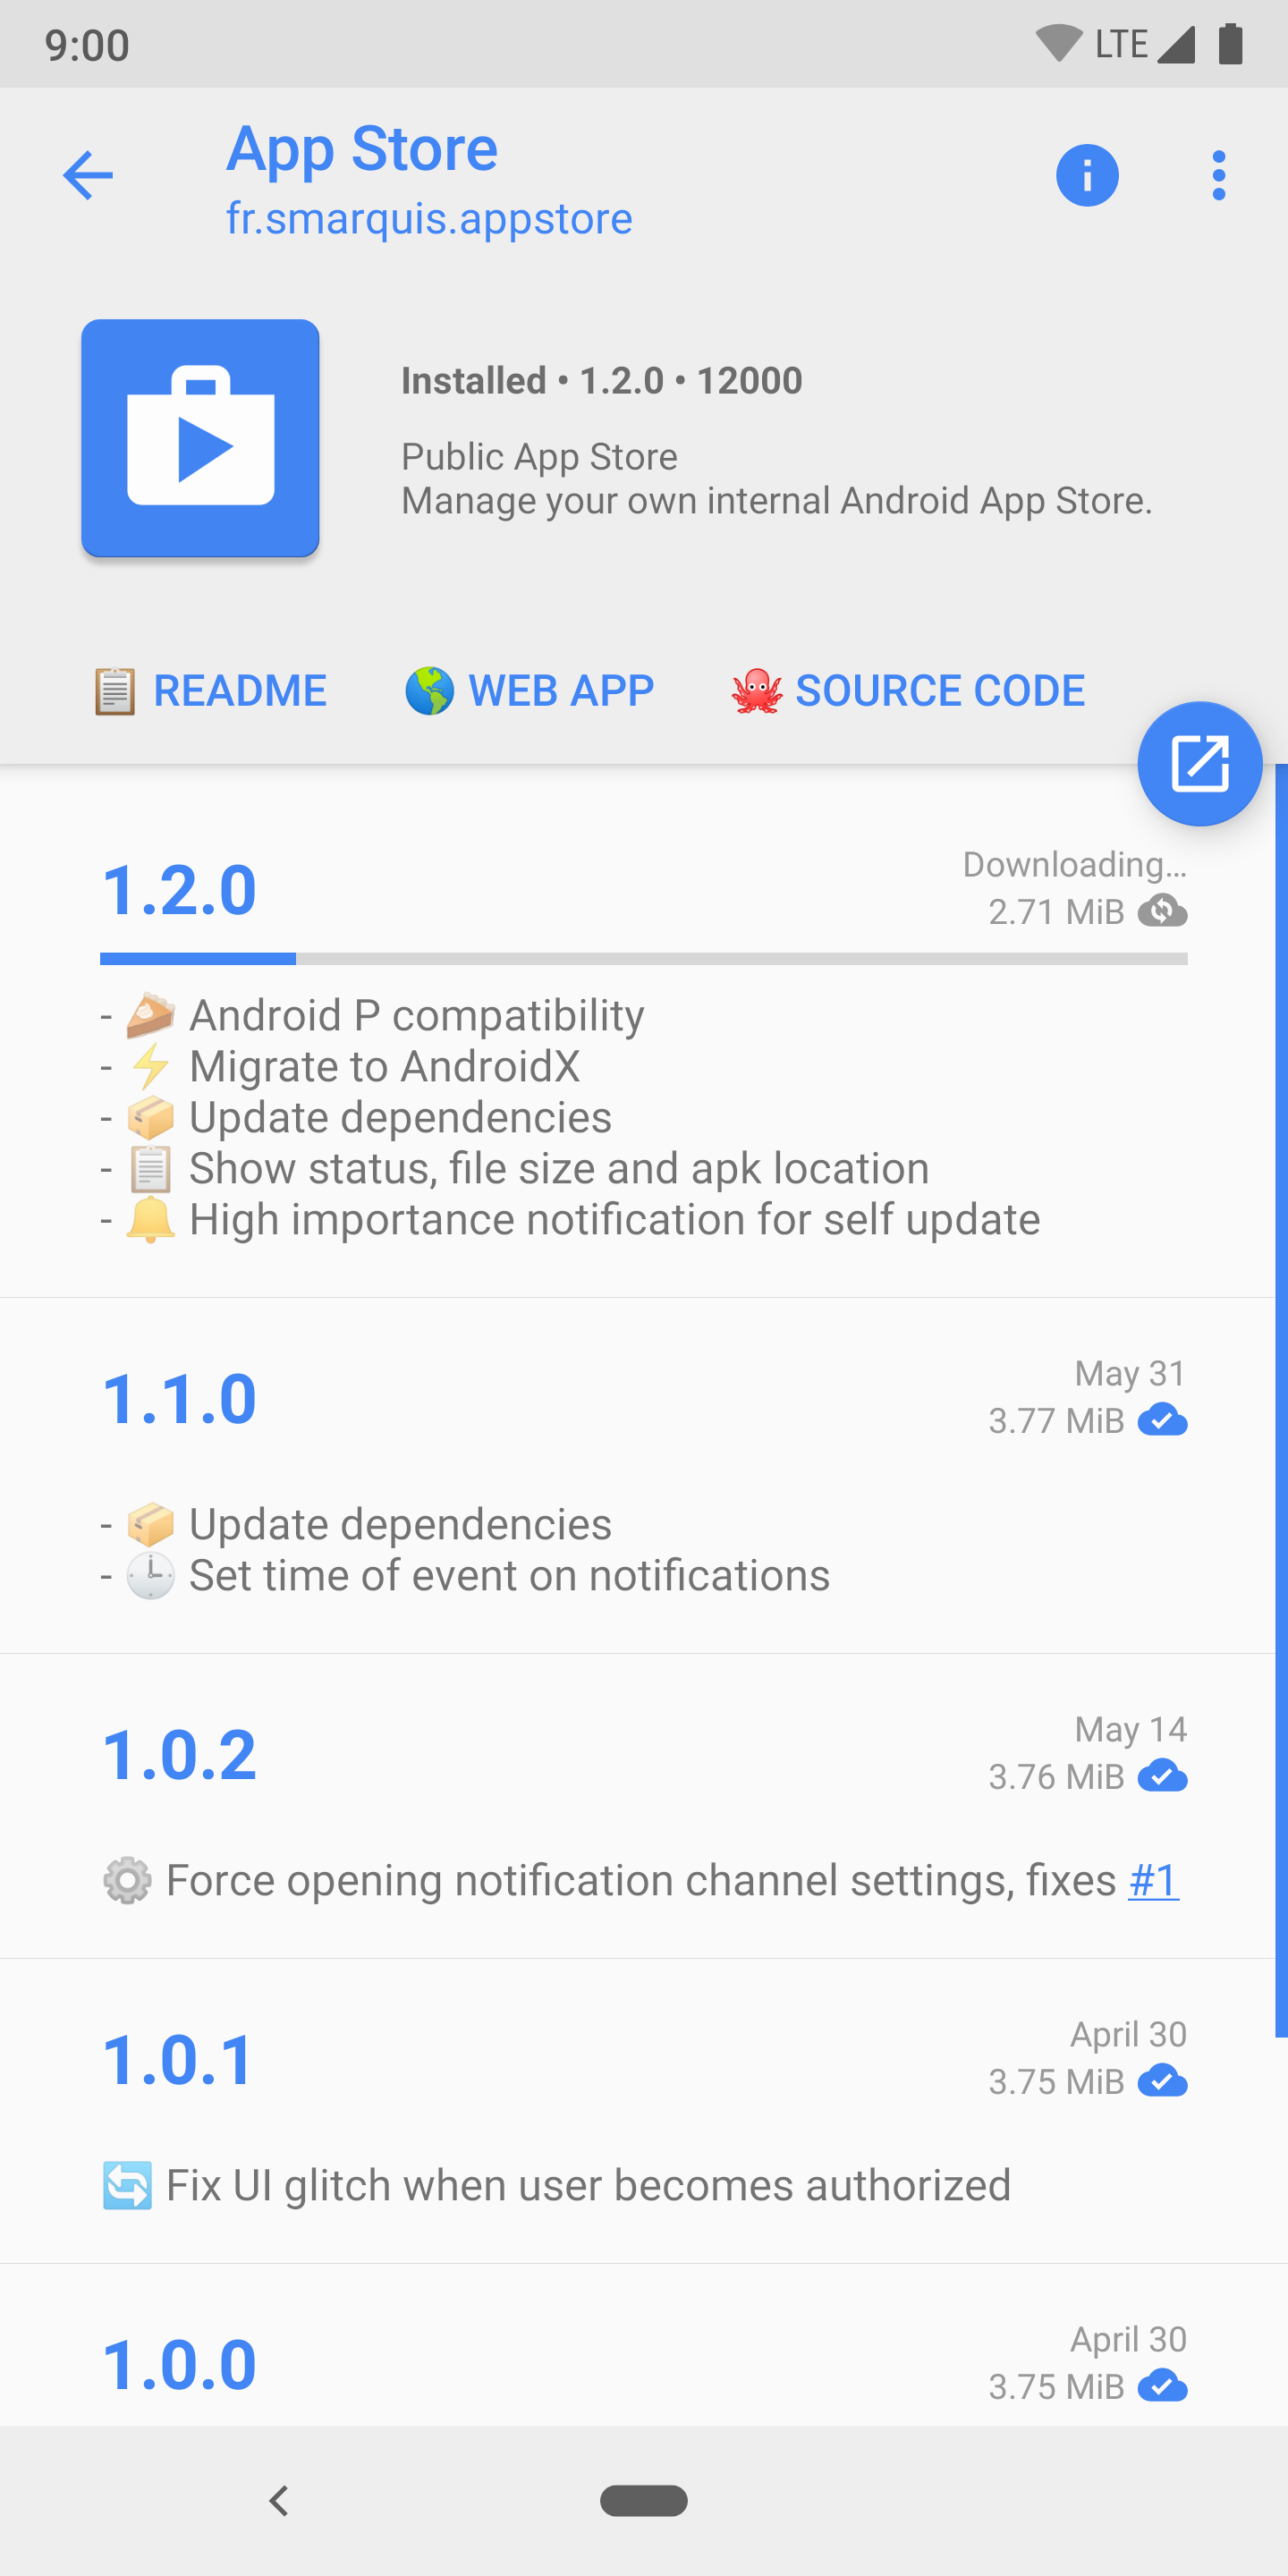 9:00
LTE
App Store
fr.smarquis.appstore
Installed • 1.2.0 • 12000
Public App Store
Manage your own internal Android App Store.
📋 README 🌎 WEB APP 🐙 SOURCE CODE
1.2.0
Downloading…
2.71 MiB
- 🥧 Android P compatibility
- ⚡ Migrate to AndroidX
- 📦 Update dependencies
- 📋 Show status, file size and apk location
- 🔔 High importance notification for self update
1.1.0
May 31
3.77 MiB
- 📦 Update dependencies
- 🕒 Set time of event on notifications
1.0.2
May 14
3.76 MiB
⚙️ Force opening notification channel settings, fixes #1
1.0.1
April 30
3.75 MiB
🔄 Fix UI glitch when user becomes authorized
1.0.0
April 30
3.75 MiB